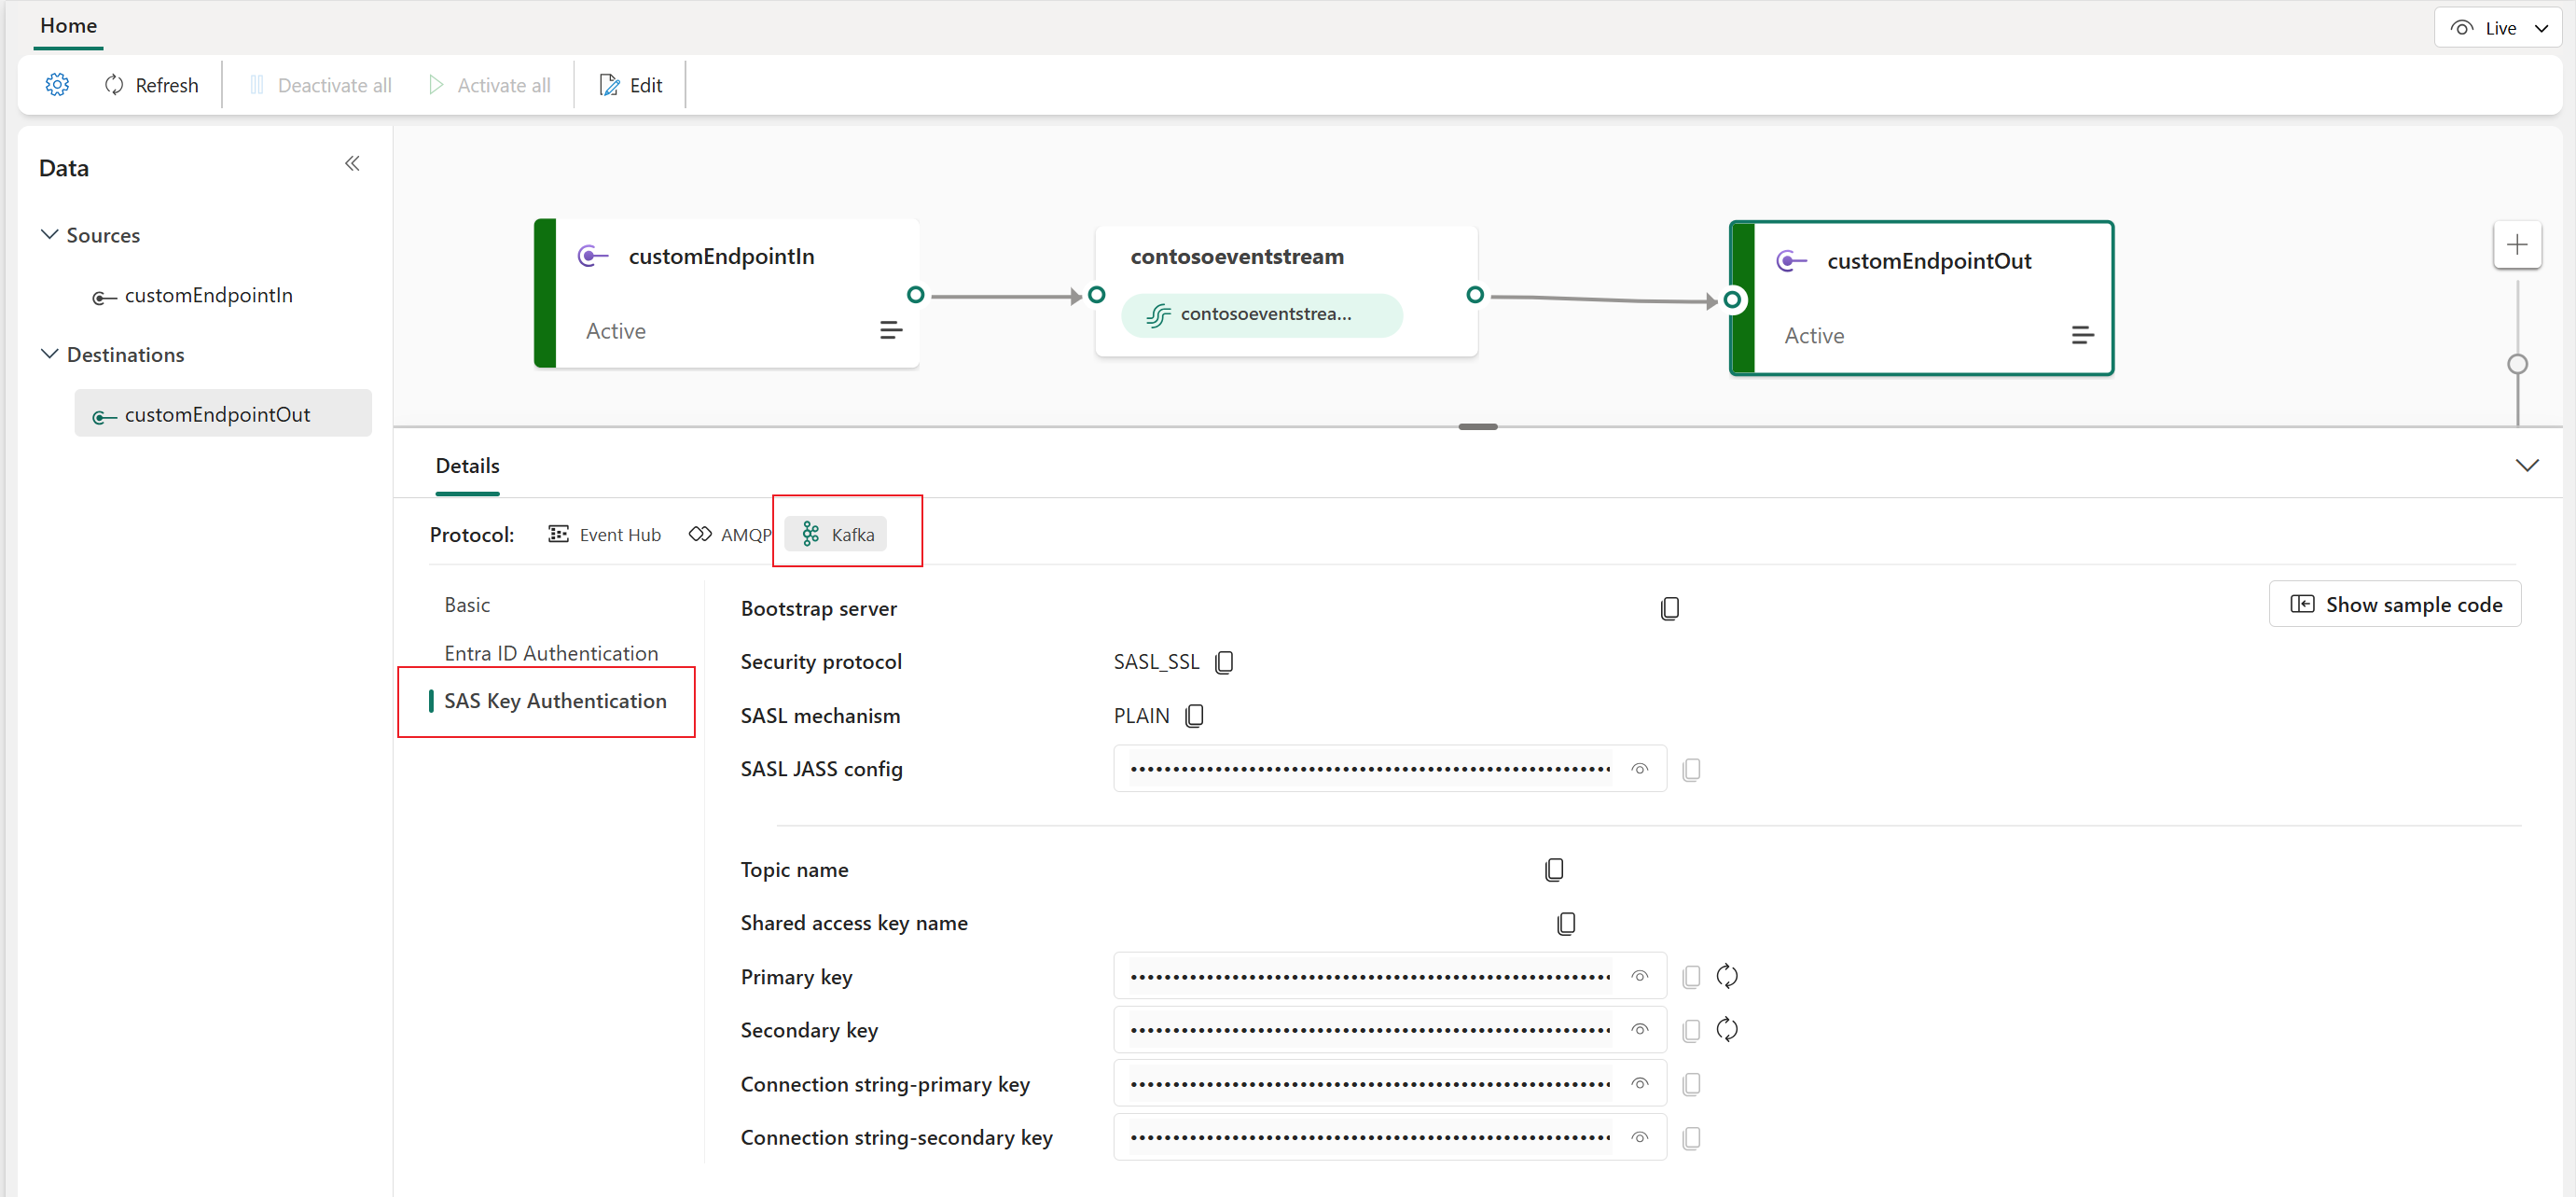 Home
Live
Refresh
Deactivate all
Activate all
Edit
Data
Sources
customEndpointIn
Destinations
customEndpointOut
customEndpointIn
Active
contosoeventstream
contosoeventstrea...
customEndpointOut
Active
Details
Protocol:
Event Hub
AMQP
Kafka
Basic
Entra ID Authentication
SAS Key Authentication
Show sample code
Bootstrap server
Security protocol
SASL_SSL
SASL mechanism
PLAIN
SASL JASS config
Topic name
Shared access key name
Primary key
Secondary key
Connection string-primary key
Connection string-secondary key